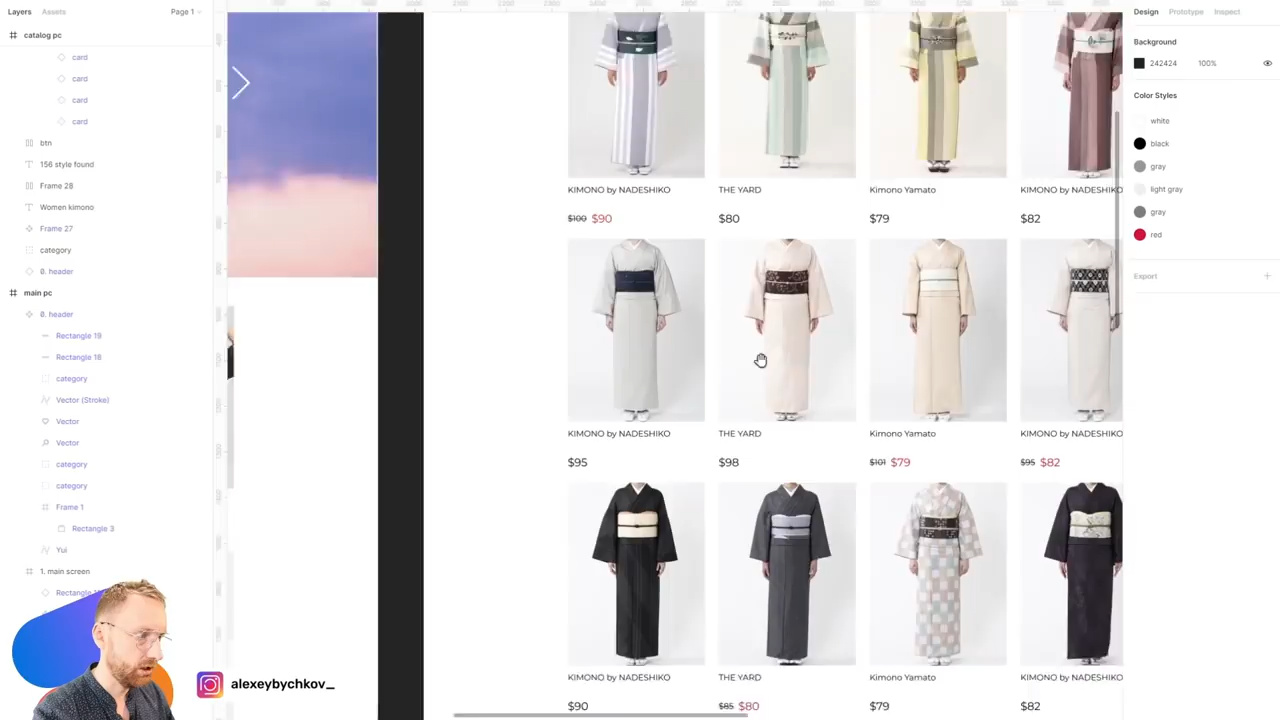 Layers
Assets
Page 1
catalog pc
card
card
card
card
btn
156 style found
Frame 28
Women kimono
Frame 27
category
0. header
main pc
0. header
Rectangle 19
Rectangle 18
category
Vector (Stroke)
Vector
Vector
category
category
Frame 1
Rectangle 3
Yui
1. main screen
alexeybychkov_
KIMONO by NADESHIKO
THE YARD
Kimono Yamato
KIMONO by NADESHIKO
$100 $90
$80
$79
$82
KIMONO by NADESHIKO
THE YARD
Kimono Yamato
KIMONO by NADESHIKO
$95
$98
$101 $79
$95 $82
KIMONO by NADESHIKO
THE YARD
Kimono Yamato
KIMONO by NADESHIKO
$90
$85 $80
$79
$82
Design
Prototype
Inspect
Background
242424
100%
Color Styles
white
black
gray
light gray
gray
red
Export